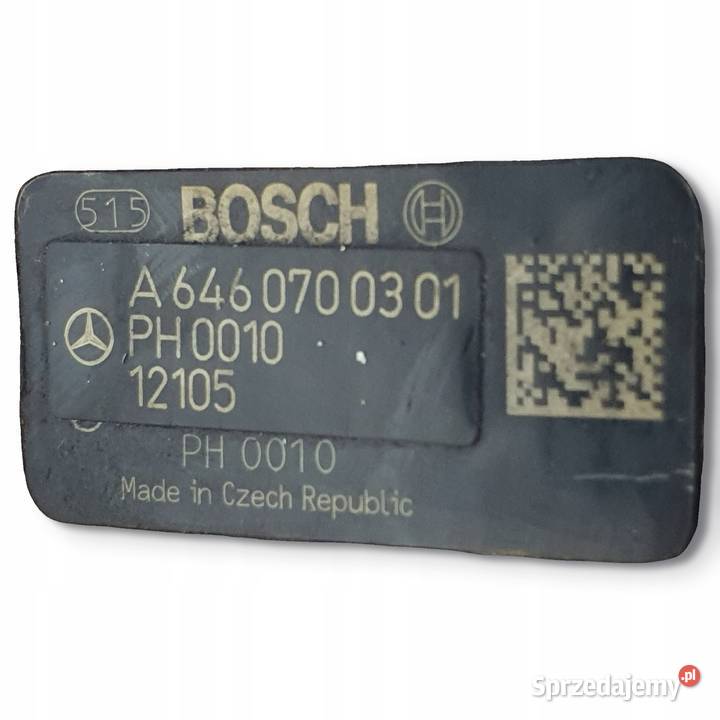 515 BOSCH
A 646 070 03 01
PH 0010
12105
PH 0010
Made in Czech Republic
Sprzedajemy.pl